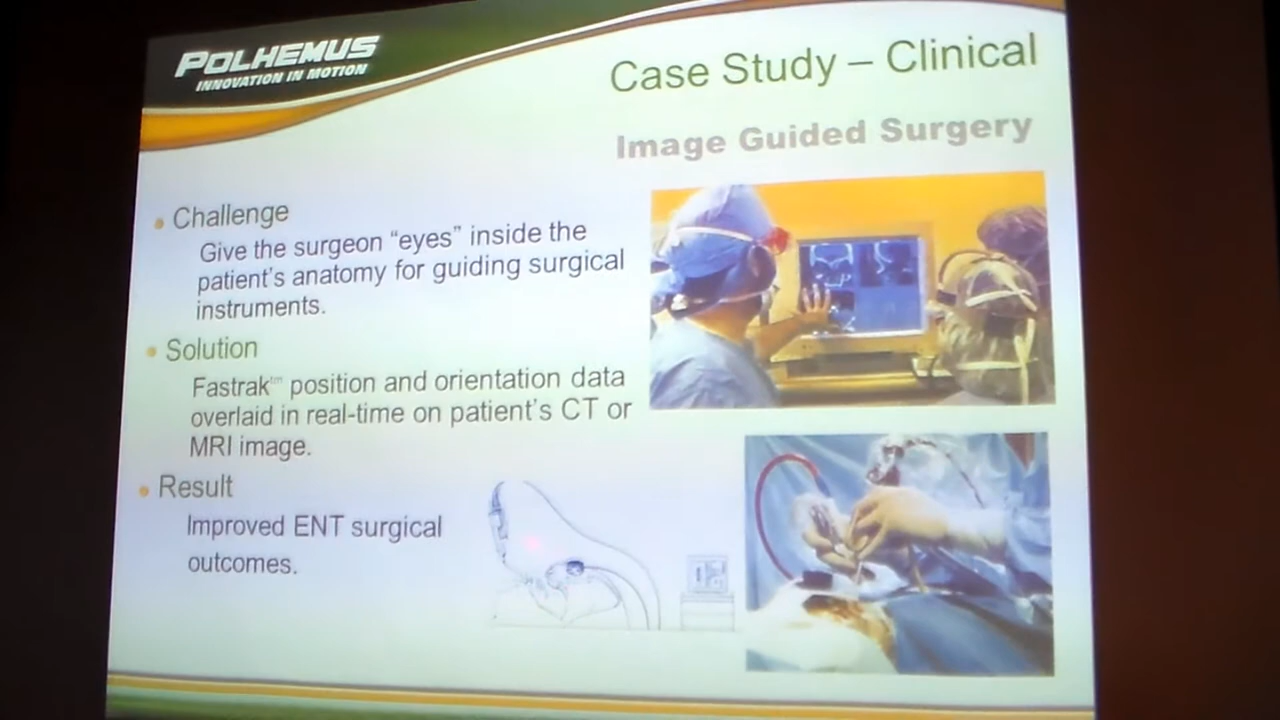 POLHEMUS
INNOVATION IN MOTION
Case Study – Clinical
Image Guided Surgery
• Challenge
Give the surgeon “eyes” inside the
patient’s anatomy for guiding surgical
instruments.
• Solution
Fastrak™ position and orientation data
overlaid in real-time on patient’s CT or
MRI image.
• Result
Improved ENT surgical
outcomes.